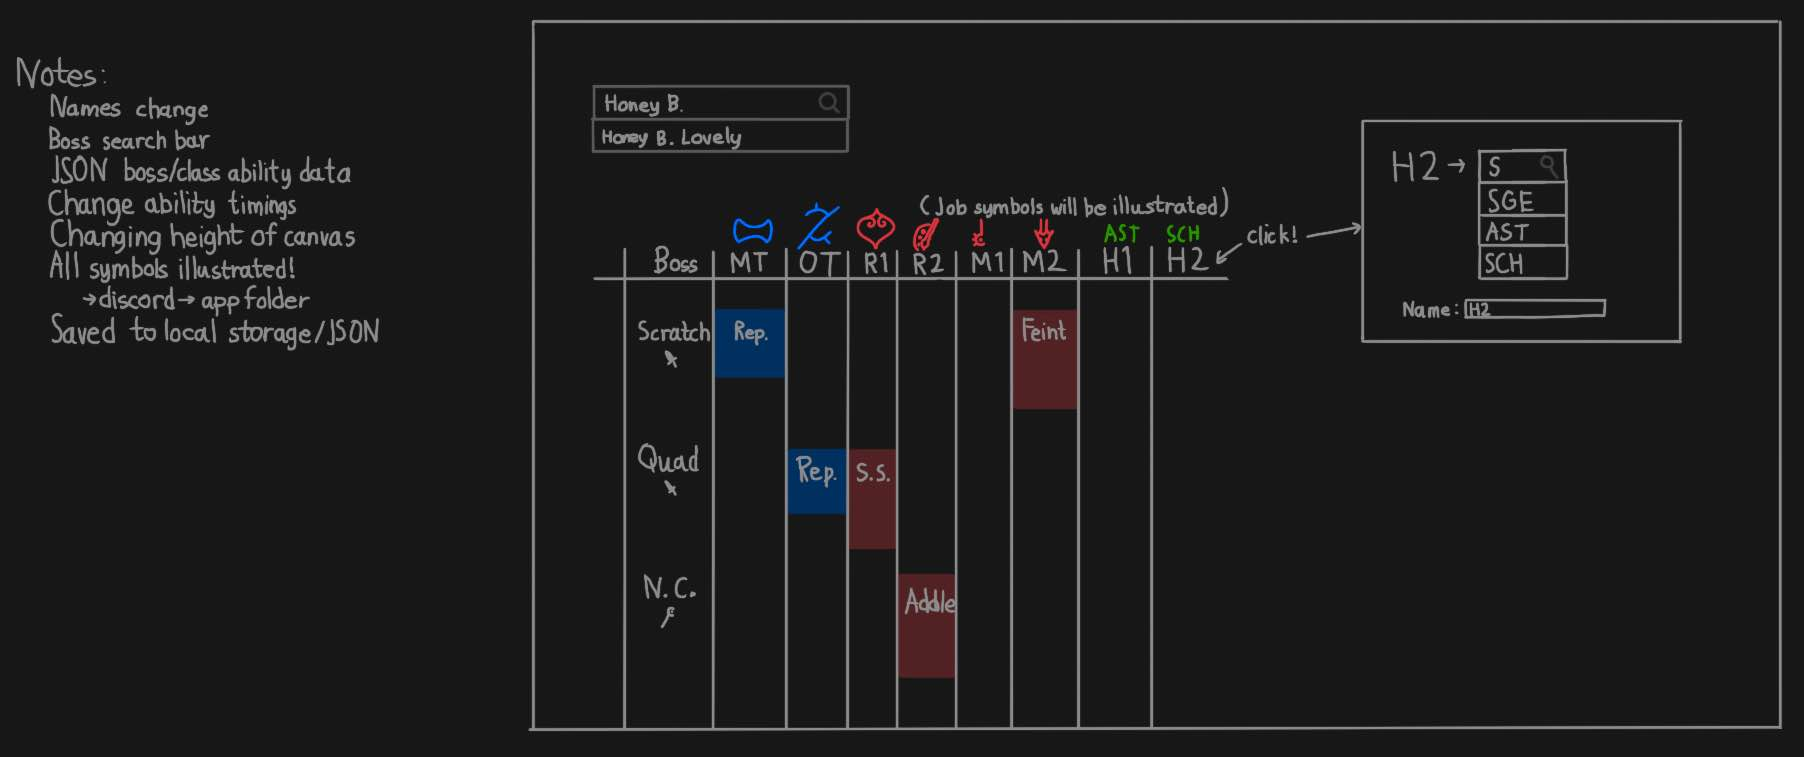 Notes:
Names change
Boss search bar
JSON boss/class ability data
Change ability timings
Changing height of canvas
All symbols illustrated!
→discord→app folder
Saved to local storage/JSON
Honey B.
Honey B. Lovely
(Job symbols will be illustrated)
AST SCH
Boss MT OT R1 R2 M1 M2 H1 H2
click!
Scratch Rep. Feint
Quad Rep. S.S.
N.C. Addle
H2→ S
SGE
AST
SCH
Name: H2